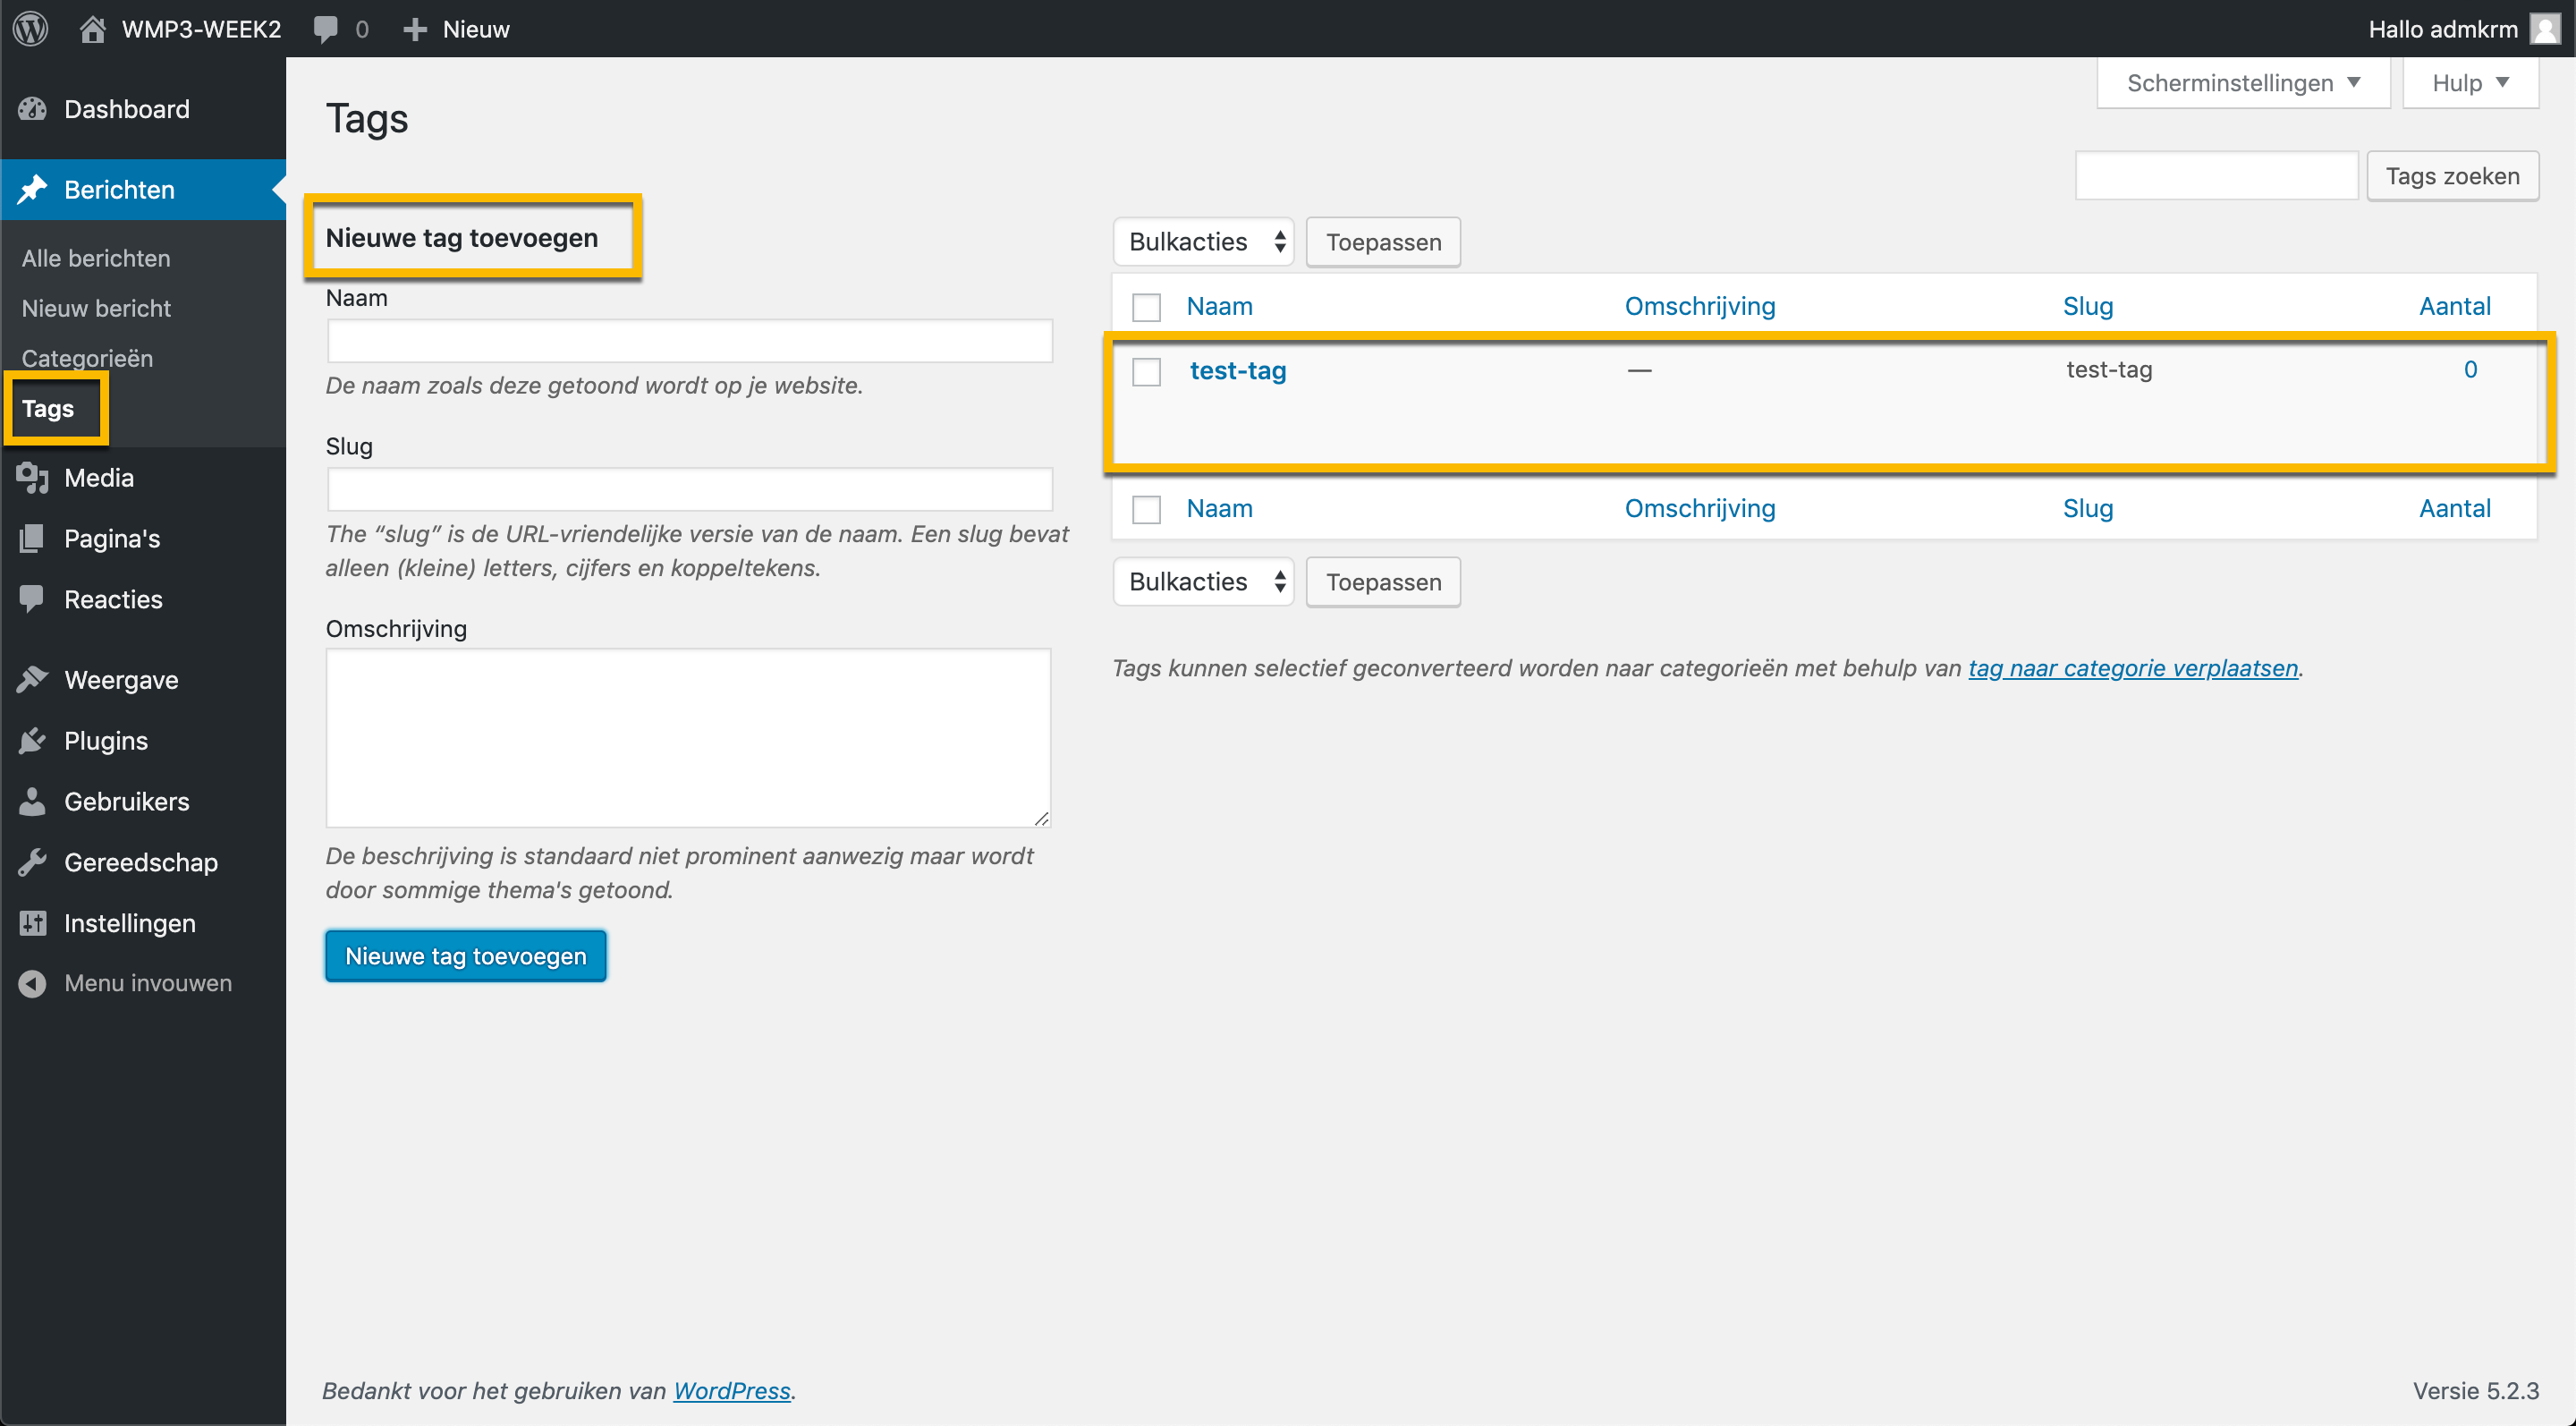 WMP3-WEEK2
0
Nieuw
Hallo admkrm
Dashboard
Berichten
Alle berichten
Nieuw bericht
Categorieën
Tags
Media
Pagina's
Reacties
Weergave
Plugins
Gebruikers
Gereedschap
Instellingen
Menu invouwen
Scherminstellingen
Hulp
Tags
Tags zoeken
Nieuwe tag toevoegen
Naam
De naam zoals deze getoond wordt op je website.
Slug
The “slug” is de URL-vriendelijke versie van de naam. Een slug bevat
alleen (kleine) letters, cijfers en koppeltekens.
Omschrijving
De beschrijving is standaard niet prominent aanwezig maar wordt
door sommige thema's getoond.
Nieuwe tag toevoegen
Bulkacties Toepassen
Naam Omschrijving Slug Aantal
test-tag — test-tag 0
Naam Omschrijving Slug Aantal
Bulkacties Toepassen
Tags kunnen selectief geconverteerd worden naar categorieën met behulp van tag naar categorie verplaatsen.
Bedankt voor het gebruiken van WordPress.
Versie 5.2.3